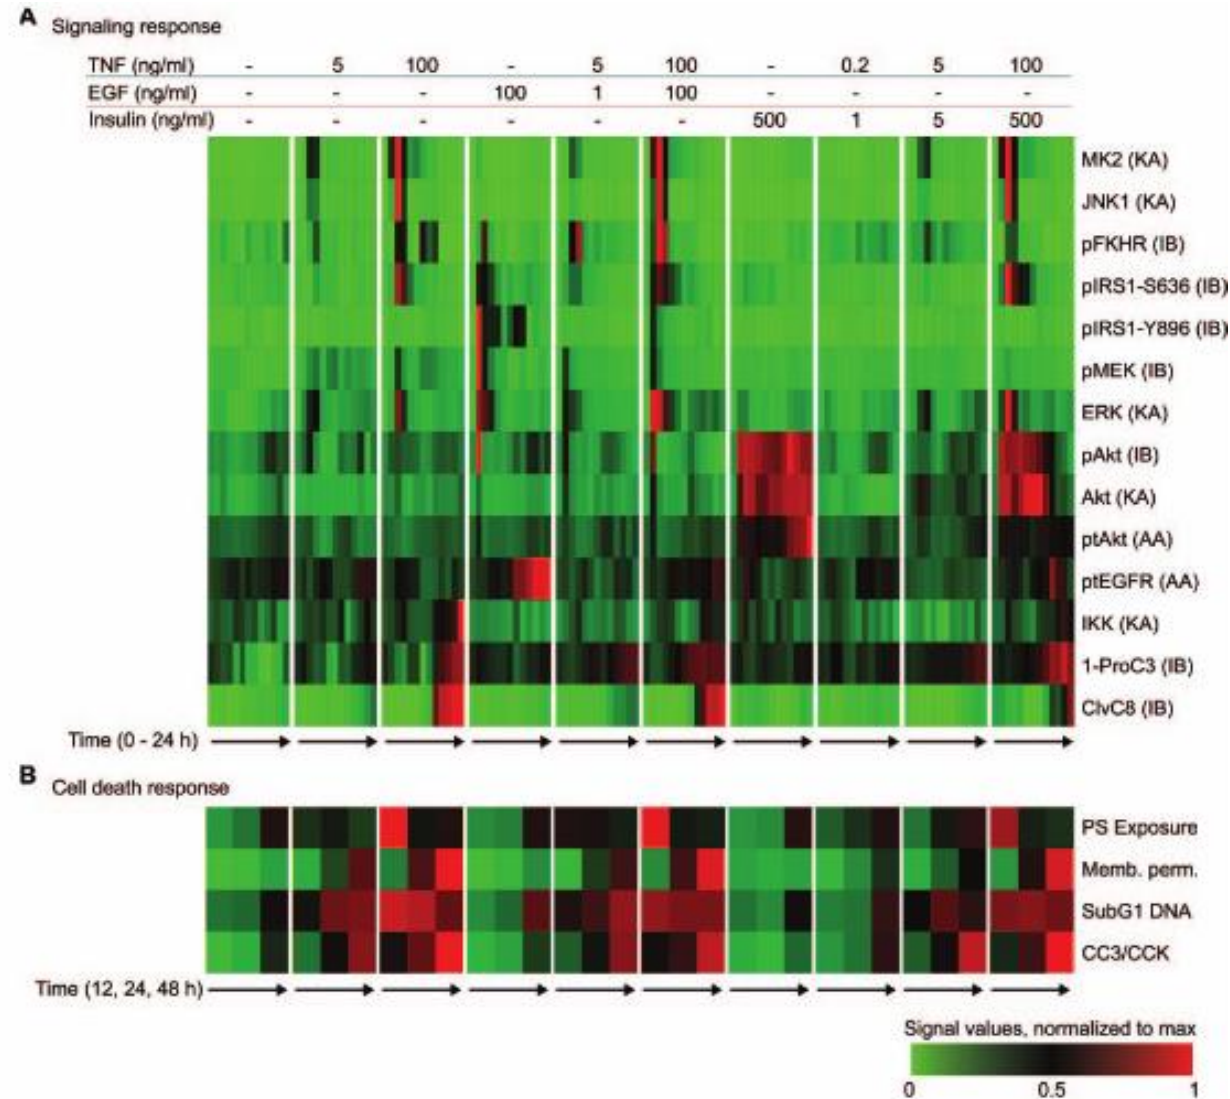 A Signaling response
TNF (ng/ml) - 5 100 - 5 100 - 0.2 5 100
EGF (ng/ml) - - - 100 1 100 - - - -
Insulin (ng/ml) - - - - - - 500 1 5 500
MK2 (KA)
JNK1 (KA)
pFKHR (IB)
pIRS1-S636 (IB)
pIRS1-Y896 (IB)
pMEK (IB)
ERK (KA)
pAkt (IB)
Akt (KA)
ptAkt (AA)
ptEGFR (AA)
IKK (KA)
1-ProC3 (IB)
ClvC8 (IB)
Time (0 - 24 h)
B Cell death response
PS Exposure
Memb. perm.
SubG1 DNA
CC3/CCK
Time (12, 24, 48 h)
Signal values, normalized to max
0 0.5 1